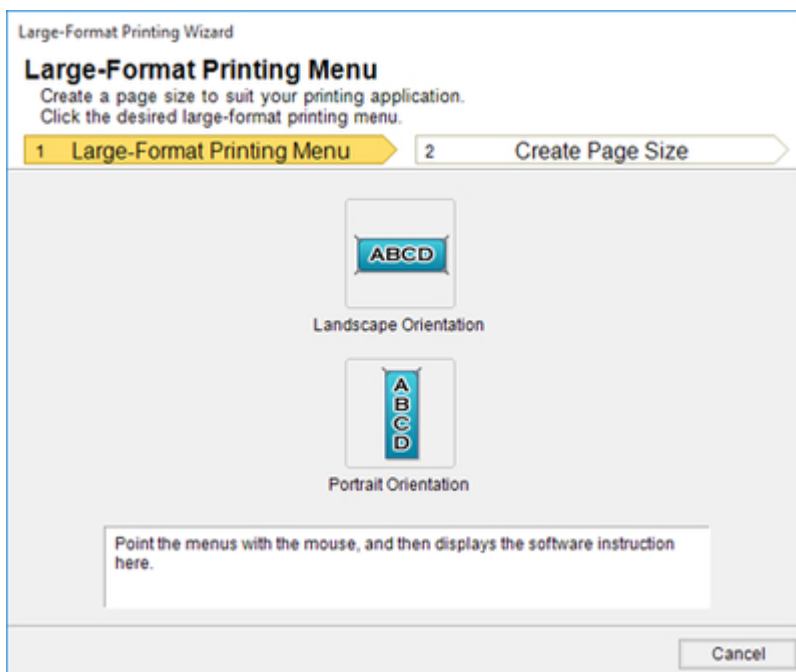 Large-Format Printing Wizard
Large-Format Printing Menu
Create a page size to suit your printing application.
Click the desired large-format printing menu.
1 Large-Format Printing Menu
2 Create Page Size
ABCD
Landscape Orientation
A
B
C
D
Portrait Orientation
Point the menus with the mouse, and then displays the software instruction
here.
Cancel